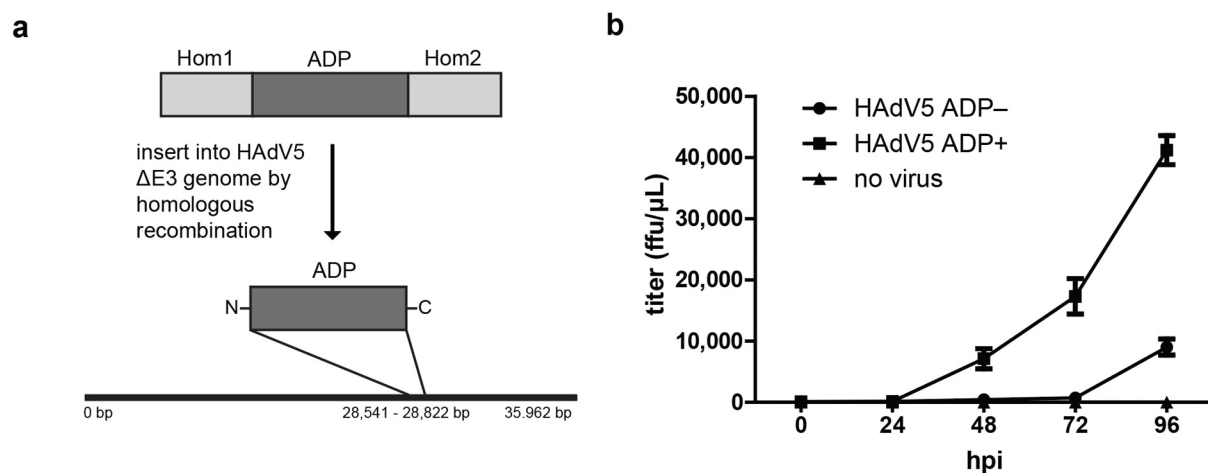 a
Hom1 ADP Hom2
insert into HAdV5
ΔE3 genome by
homologous
recombination
ADP
N C
0 bp 28,541 - 28,822 bp 35.962 bp
b
HAdV5 ADP–
HAdV5 ADP+
no virus
titer (ffu/µL)
50,000
40,000
30,000
20,000
10,000
0
0 24 48 72 96
hpi